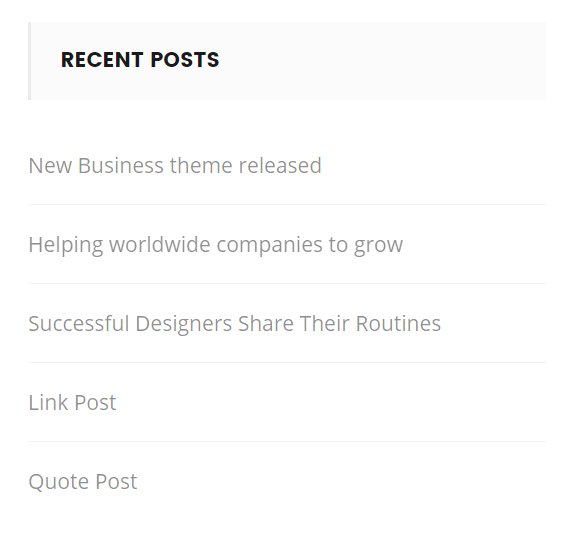 RECENT POSTS
New Business theme released
Helping worldwide companies to grow
Successful Designers Share Their Routines
Link Post
Quote Post